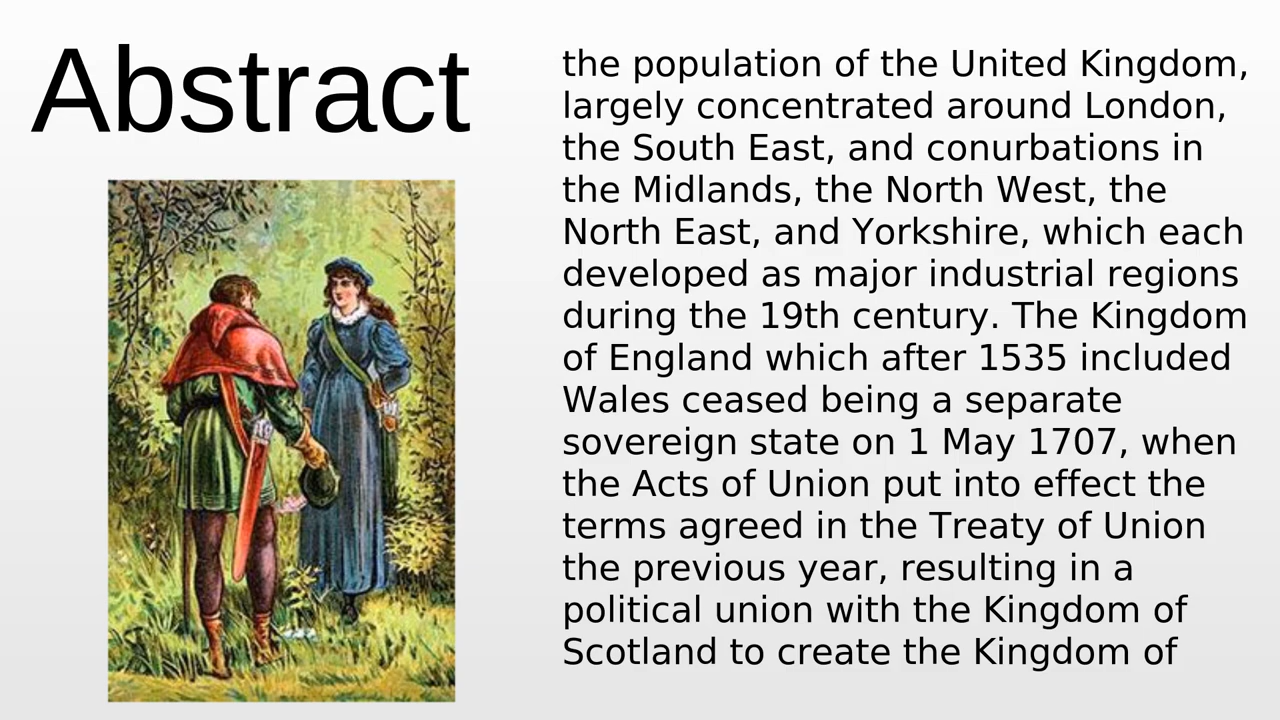 Abstract
the population of the United Kingdom,
largely concentrated around London,
the South East, and conurbations in
the Midlands, the North West, the
North East, and Yorkshire, which each
developed as major industrial regions
during the 19th century. The Kingdom
of England which after 1535 included
Wales ceased being a separate
sovereign state on 1 May 1707, when
the Acts of Union put into effect the
terms agreed in the Treaty of Union
the previous year, resulting in a
political union with the Kingdom of
Scotland to create the Kingdom of